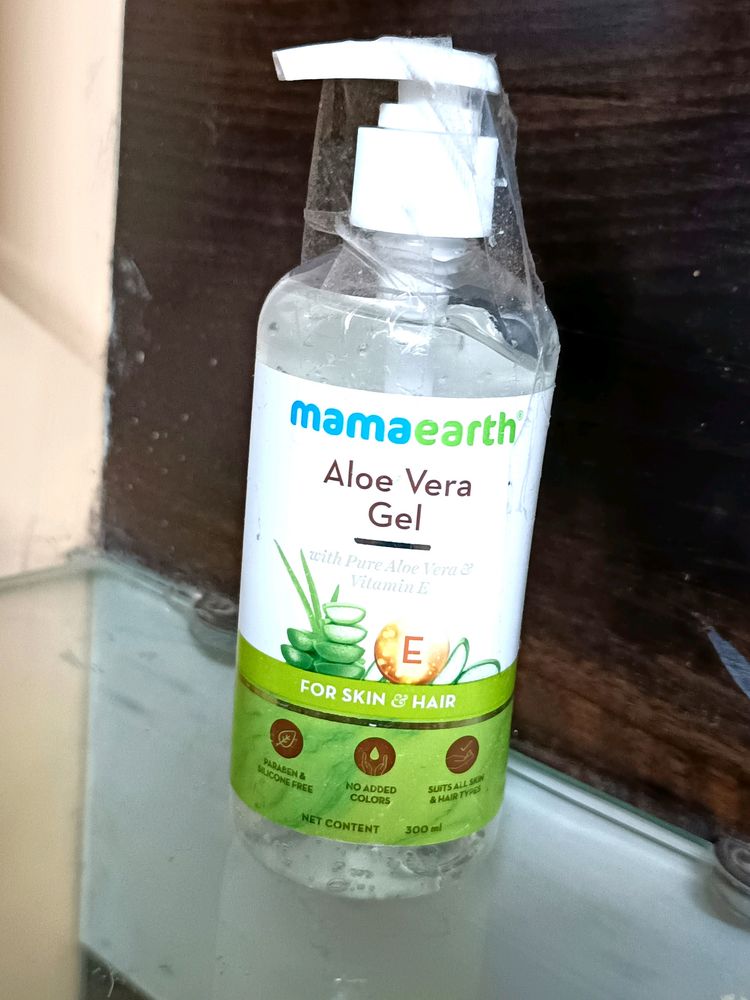 mamaearth®
Aloe Vera
Gel
with Pure Aloe Vera &
Vitamin E
E
FOR SKIN & HAIR
PARABEN &
SILICONE FREE
NO ADDED
COLORS
SUITS ALL SKIN
& HAIR TYPES
NET CONTENT 300 ml